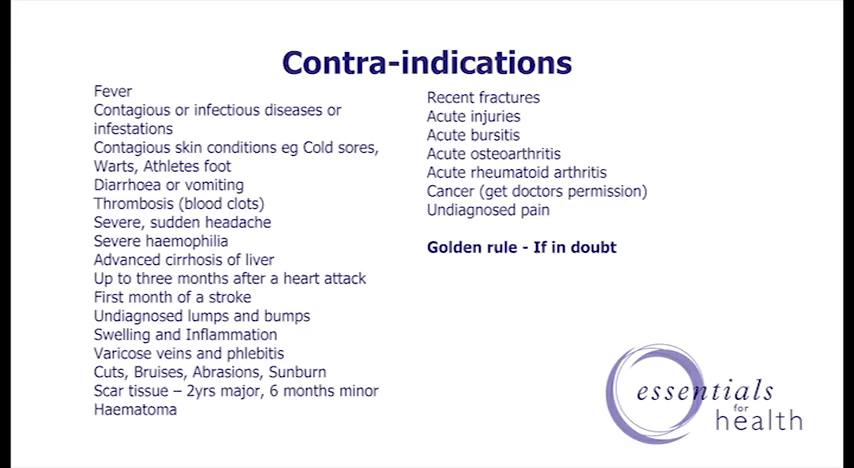 Contra-indications
Fever
Contagious or infectious diseases or
infestations
Contagious skin conditions eg Cold sores,
Warts, Athletes foot
Diarrhoea or vomiting
Thrombosis (blood clots)
Severe, sudden headache
Severe haemophilia
Advanced cirrhosis of liver
Up to three months after a heart attack
First month of a stroke
Undiagnosed lumps and bumps
Swelling and Inflammation
Varicose veins and phlebitis
Cuts, Bruises, Abrasions, Sunburn
Scar tissue – 2yrs major, 6 months minor
Haematoma
Recent fractures
Acute injuries
Acute bursitis
Acute osteoarthritis
Acute rheumatoid arthritis
Cancer (get doctors permission)
Undiagnosed pain
Golden rule - If in doubt
essentials
for
health